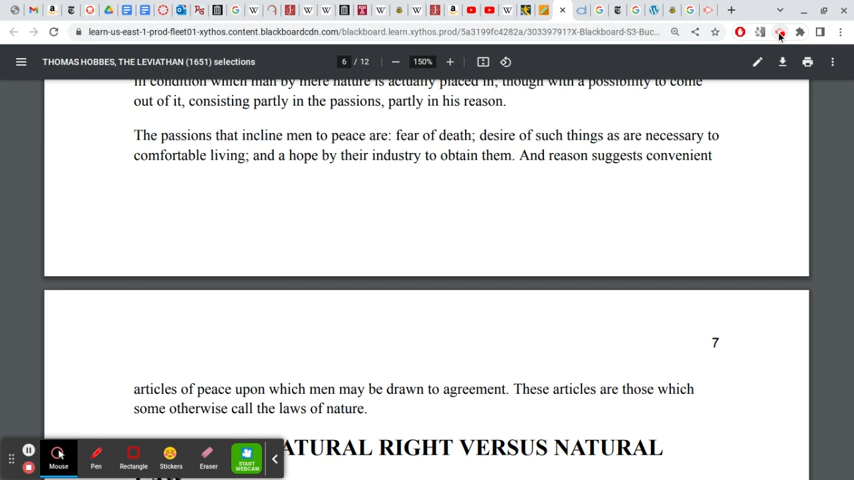 learn-us-east-1-prod-fleet01-xythos.content.blackboardcdn.com/blackboard.learn.xythos.prod/5a3199fc4282a/30339791?X-Blackboard-S3-Buc...
THOMAS HOBBES, THE LEVIATHAN (1651) selections
6 / 12
150%
in condition which man by mere nature is actually placed in; though with a possibility to come
out of it, consisting partly in the passions, partly in his reason.
The passions that incline men to peace are: fear of death; desire of such things as are necessary to
comfortable living; and a hope by their industry to obtain them. And reason suggests convenient
7
articles of peace upon which men may be drawn to agreement. These articles are those which
some otherwise call the laws of nature.
ATURAL RIGHT VERSUS NATURAL
Mouse
Pen
Rectangle
Stickers
Eraser
START
WEBCAM